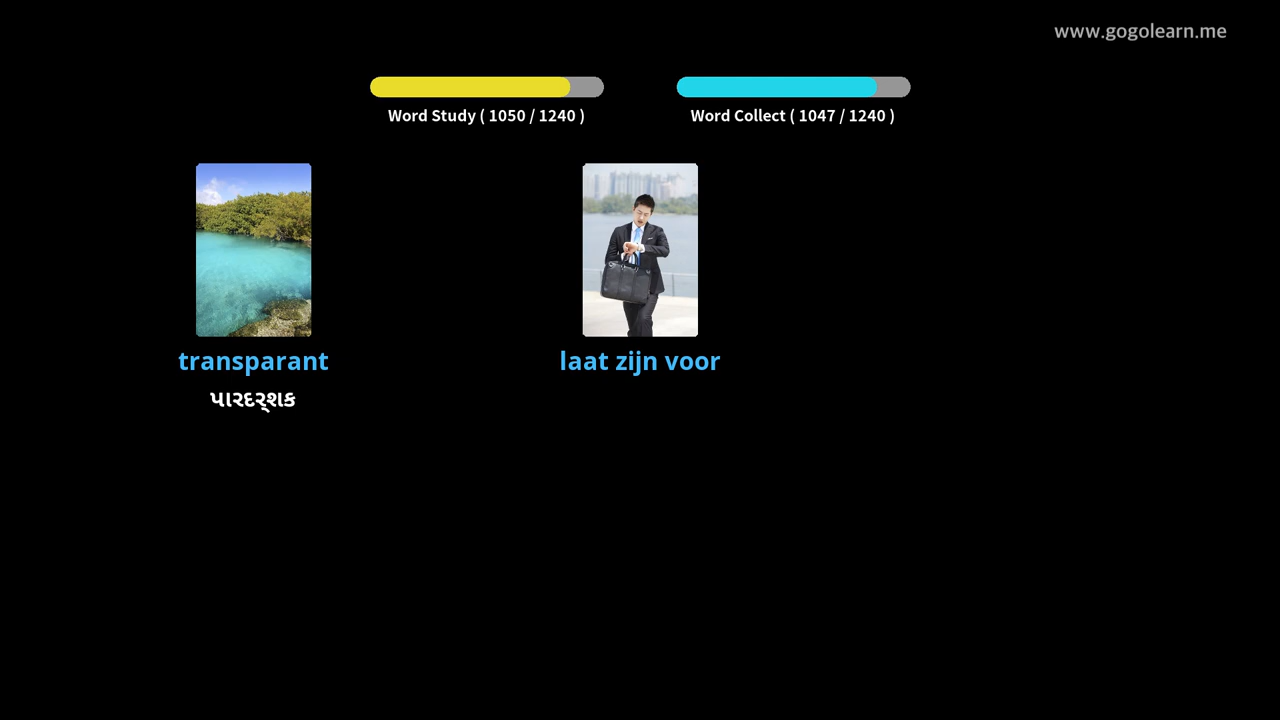 www.gogolearn.me
Word Study ( 1050 / 1240 )
Word Collect ( 1047 / 1240 )
transparant
laat zijn voor
પારદર્શક